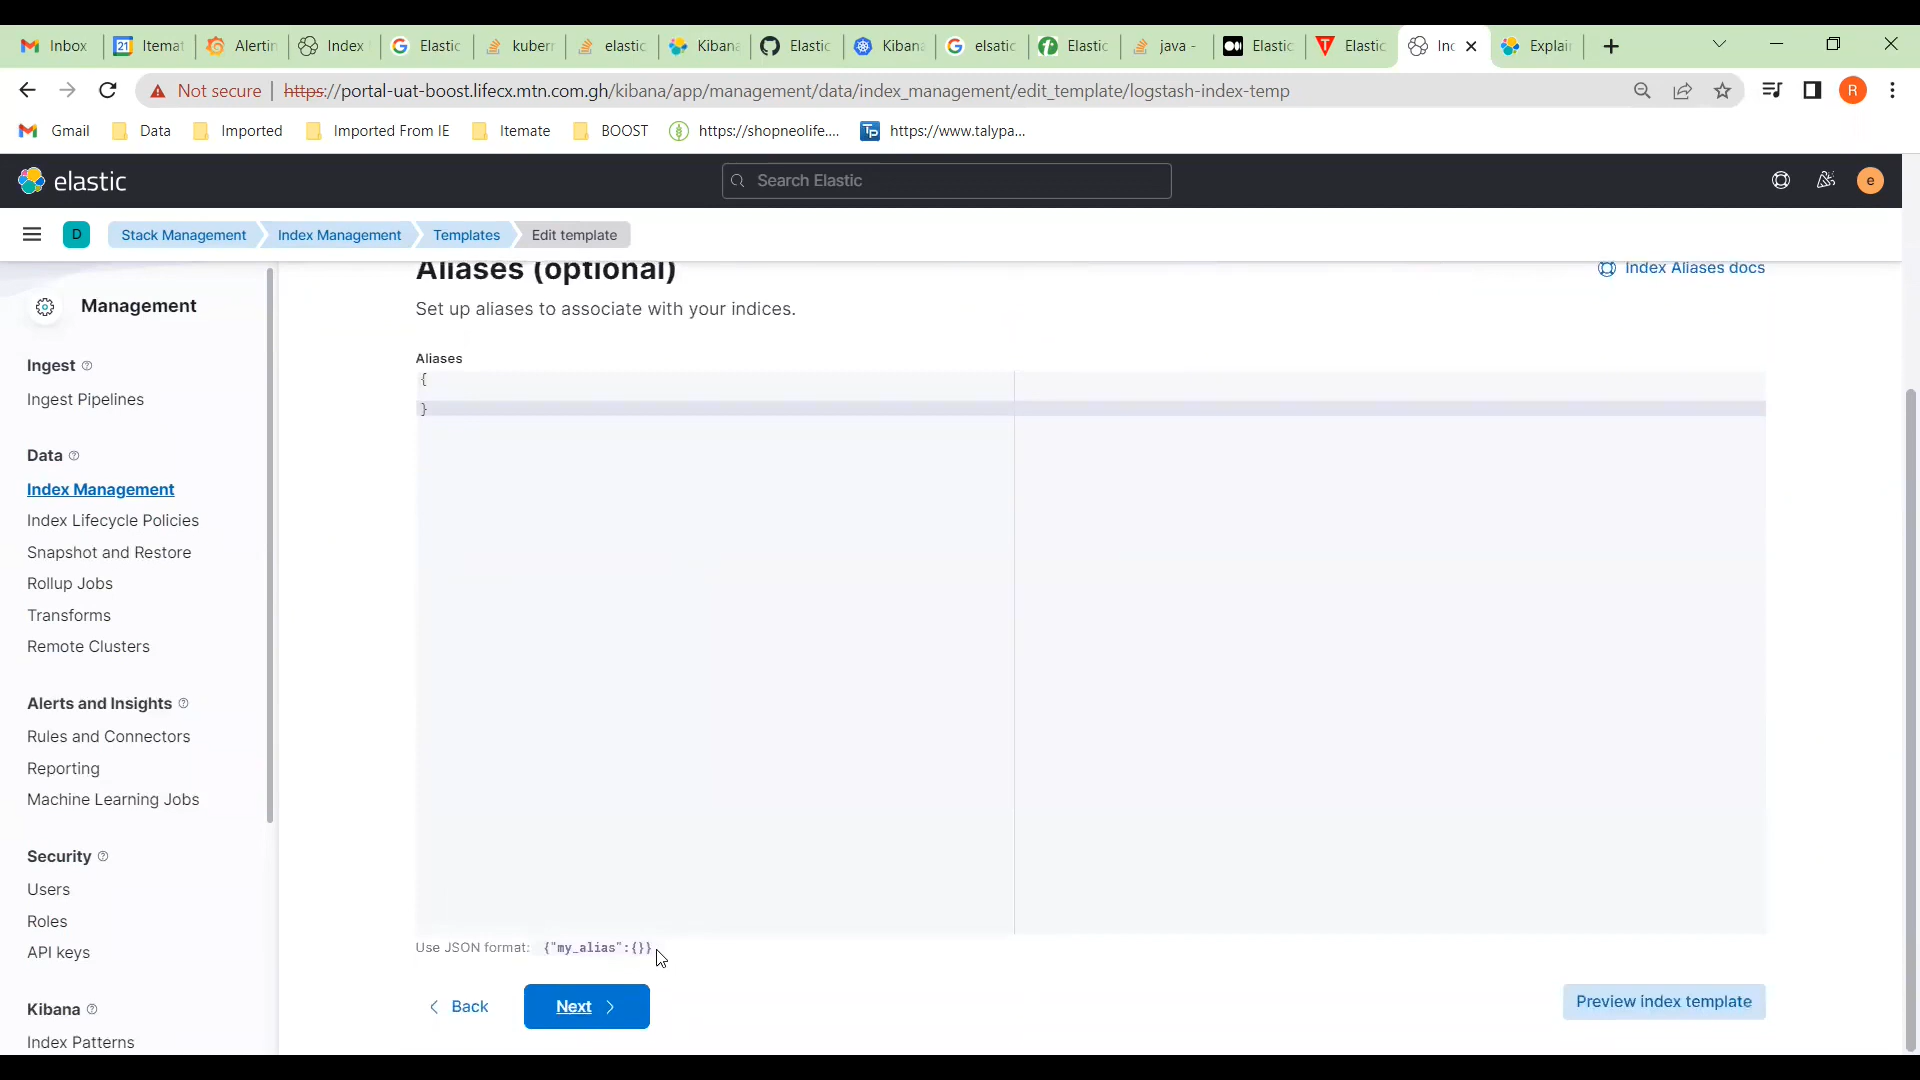 Inbox
Itemat
Alertin
Index
Elastic
kubern
elastic
Kibana
Elastic
Kibana
elsatic
Elastic
java -
Elastic
Elastic
Inc
Explain
Not secure
https://portal-uat-boost.lifecx.mtn.com.gh/kibana/app/management/data/index_management/edit_template/logstash-index-temp
R
Gmail
Data
Imported
Imported From IE
Itemate
BOOST
https://shopneolife....
https://www.talypa...
elastic
Search Elastic
e
D
Stack Management
Index Management
Templates
Edit template
Management
Ingest
Ingest Pipelines
Data
Index Management
Index Lifecycle Policies
Snapshot and Restore
Rollup Jobs
Transforms
Remote Clusters
Alerts and Insights
Rules and Connectors
Reporting
Machine Learning Jobs
Security
Users
Roles
API keys
Kibana
Index Patterns
Aliases (optional)
Index Aliases docs
Set up aliases to associate with your indices.
Aliases
{
}
Use JSON format: {"my_alias":{}}
Back
Next
Preview index template